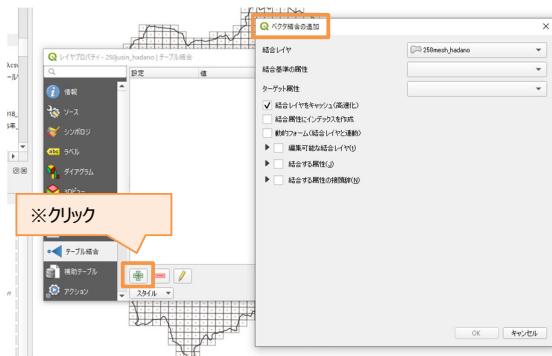 レイヤプロパティ - 250jusin_hadano | テーブル結合
設定
値
情報
ソース
シンボロジ
abc ラベル
ダイアグラム
3Dビュー
※クリック
テーブル結合
補助テーブル
アクション
スタイル
ベクタ結合の追加
結合レイヤ
250mesh_hadano
結合基準の属性
ターゲット属性
結合レイヤをキャッシュ(高速化)
結合属性にインデックスを作成
動的フォーム(結合レイヤと連動)
編集可能な結合レイヤ(t)
結合する属性(J)
結合する属性の接頭辞(N)
OK
キャンセル